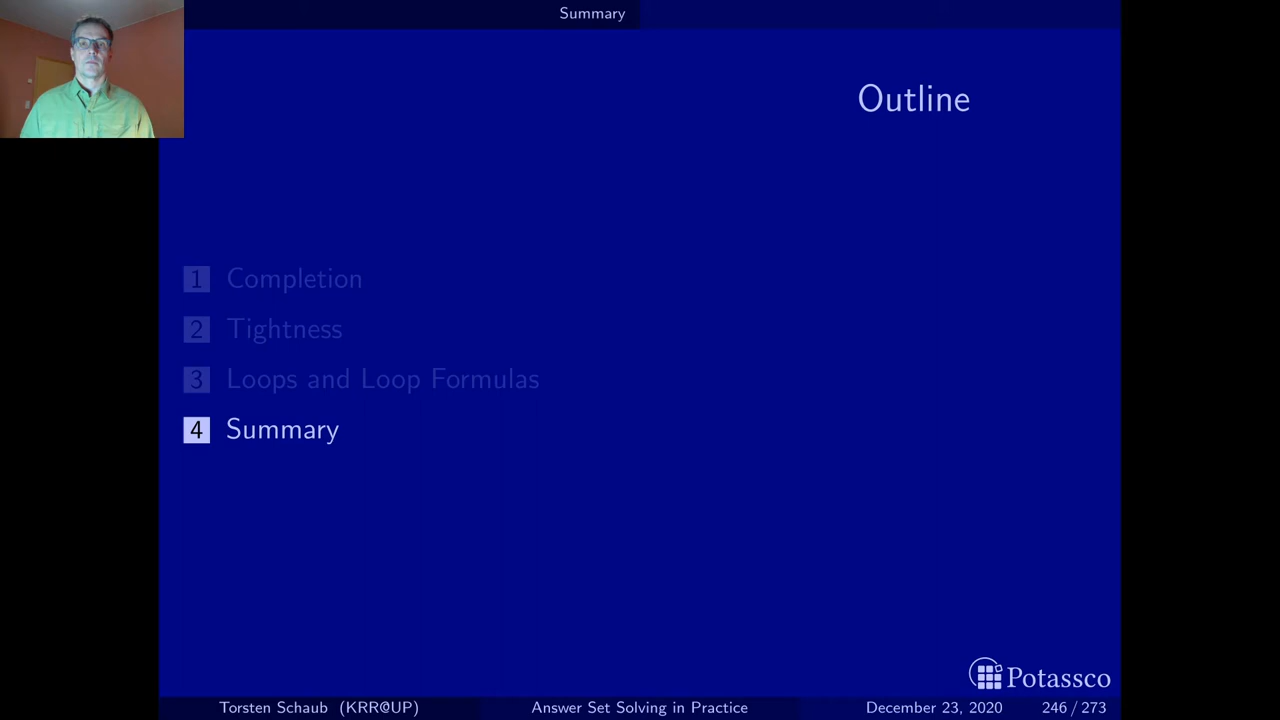 Summary
Outline
1 Completion
2 Tightness
3 Loops and Loop Formulas
4 Summary
Potassco
Torsten Schaub (KRR@UP) Answer Set Solving in Practice December 23, 2020 246 / 273